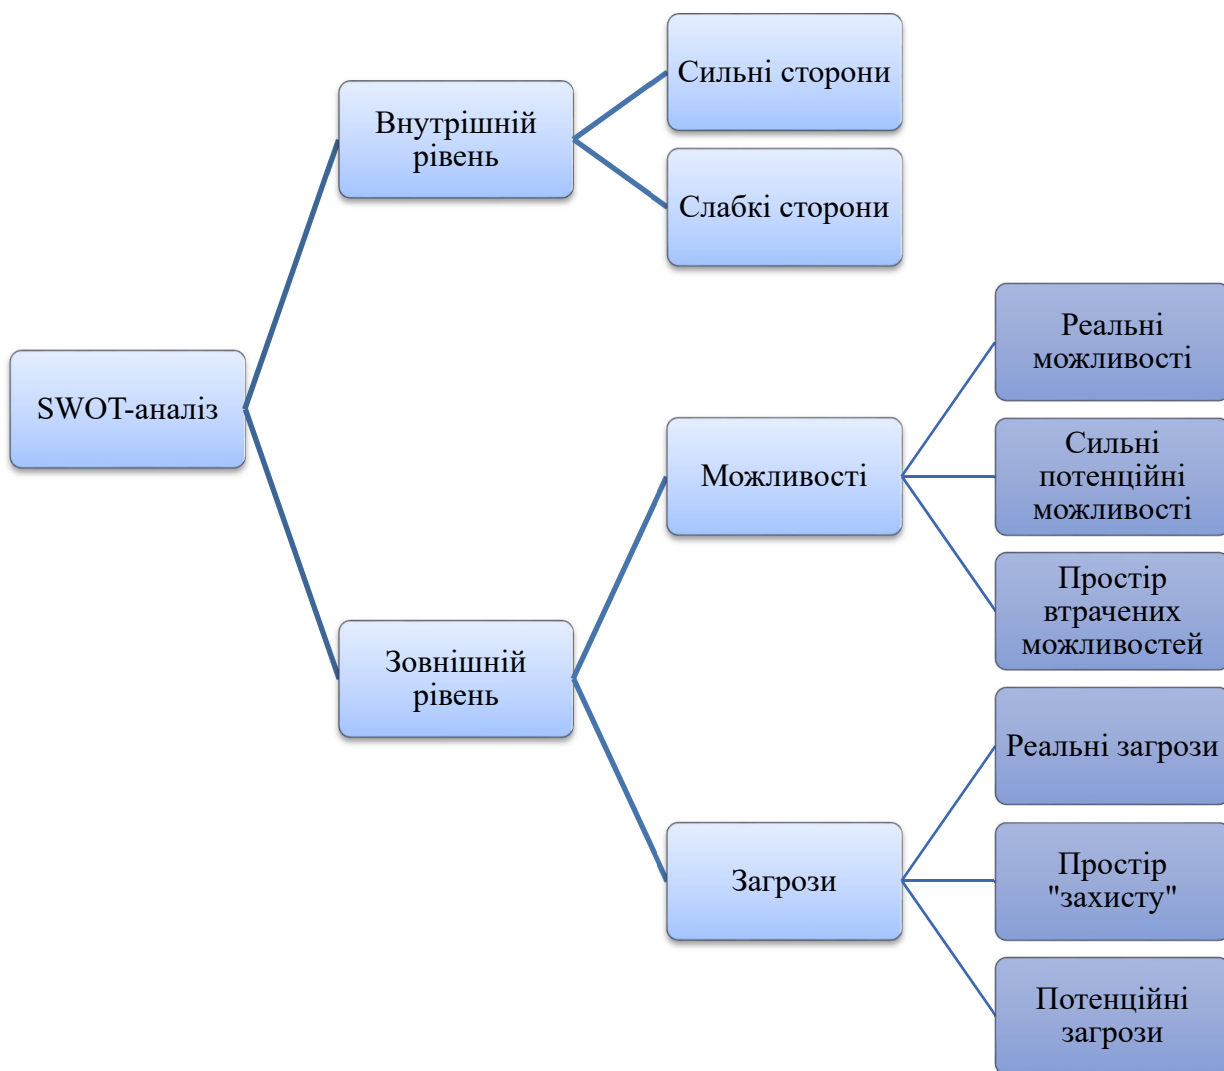 Сильні сторони
Внутрішній
рівень
Слабкі сторони
Реальні
можливості
SWOT-аналіз
Сильні
потенційні
можливості
Можливості
Простір
втрачених
можливостей
Зовнішній
рівень
Реальні загрози
Загрози
Простір
"захисту"
Потенційні
загрози